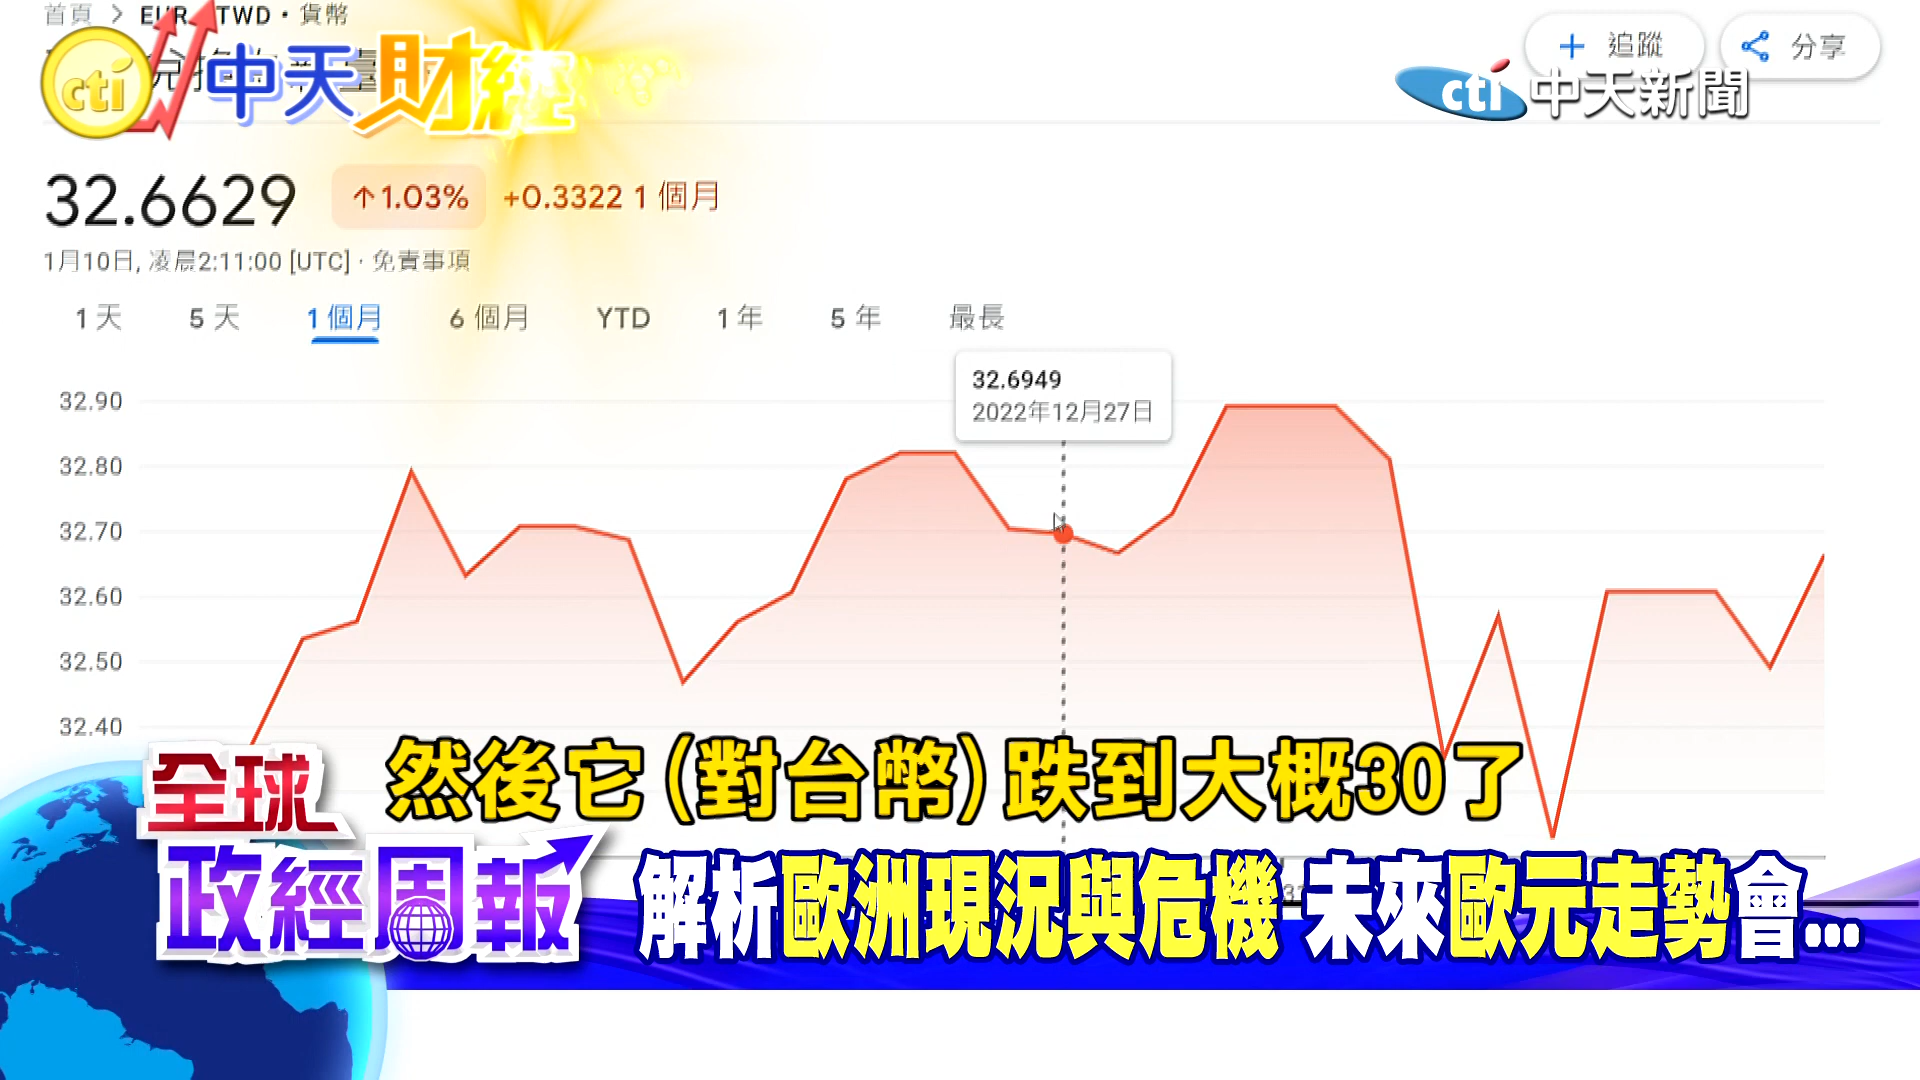 首頁 > EUR TWD・貨幣
cti 中天財經
+ 追蹤
分享
cti 中天新聞
32.6629 ↑1.03% +0.3322 1 個月
1月10日, 凌晨2:11:00 [UTC]・免責事項
1 天 5 天 1 個月 6 個月 YTD 1 年 5 年 最長
32.6949
2022年12月27日
32.90
32.80
32.70
32.60
32.50
32.40
然後它(對台幣)跌到大概30了
全球
政經周報
解析歐洲現況與危機 未來歐元走勢會...